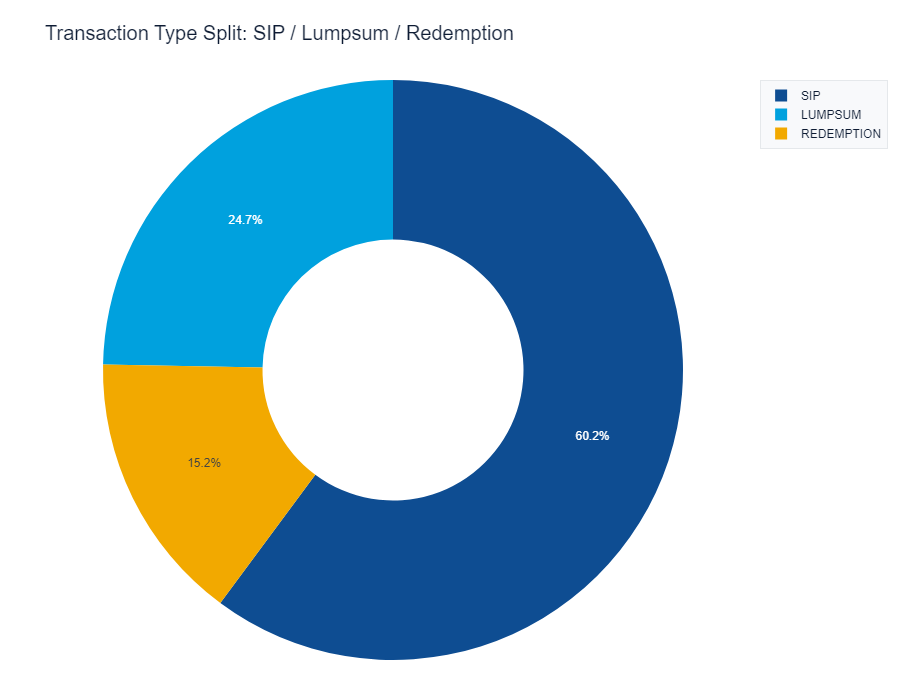 Transaction Type Split: SIP / Lumpsum / Redemption
SIP
LUMPSUM
REDEMPTION
24.7%
60.2%
15.2%